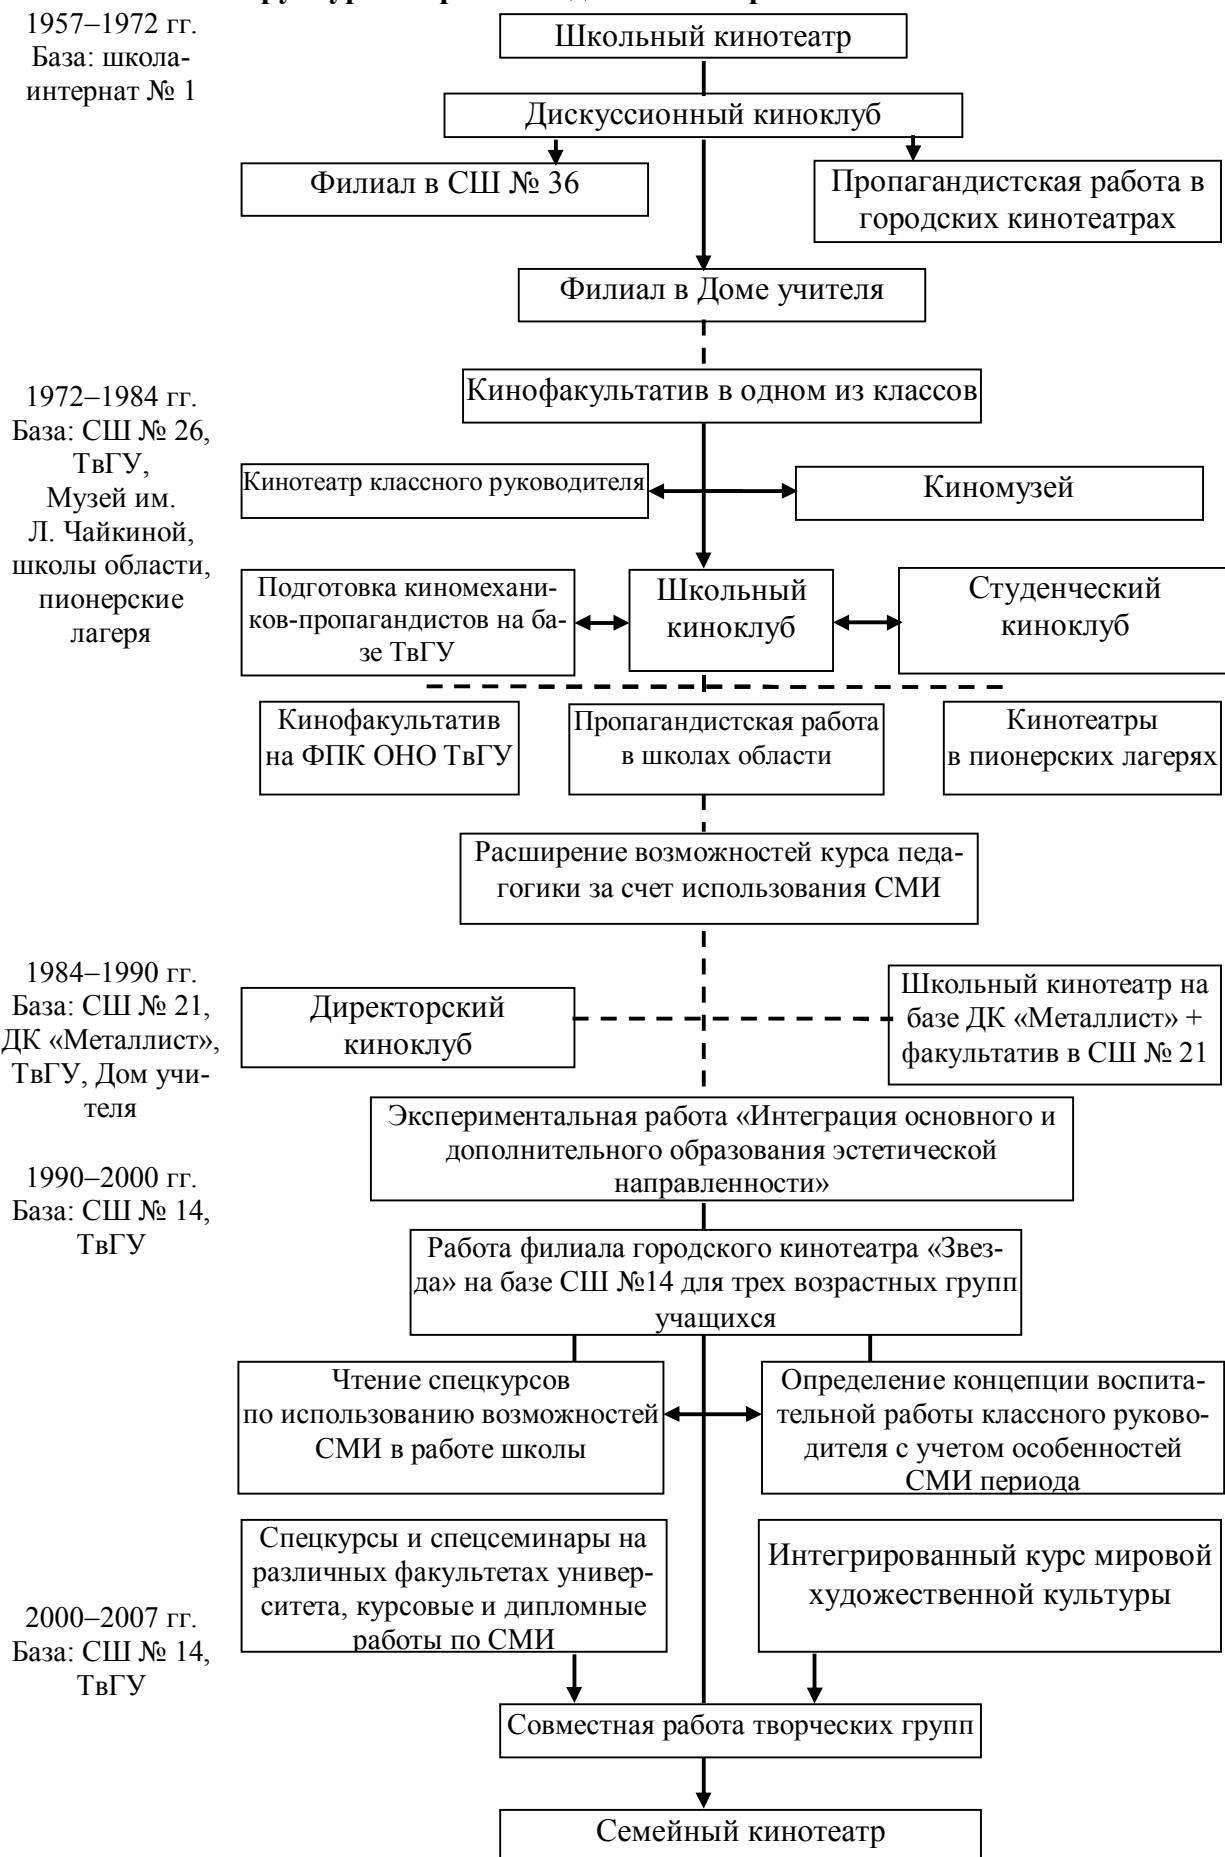 1957–1972 гг.
База: школа-
интернат № 1
Школьный кинотеатр
Дискуссионный киноклуб
Филиал в СШ № 36
Пропагандистская работа в
городских кинотеатрах
Филиал в Доме учителя
1972–1984 гг.
База: СШ № 26,
ТвГУ,
Музей им.
Л. Чайкиной,
школы области,
пионерские
лагеря
Кинофакультатив в одном из классов
Кинотеатр классного руководителя
Киномузей
Подготовка киномехани-
ков-пропагандистов на ба-
зе ТвГУ
Школьный
киноклуб
Студенческий
киноклуб
Кинофакультатив
на ФПК ОНО ТвГУ
Пропагандистская работа
в школах области
Кинотеатры
в пионерских лагерях
Расширение возможностей курса педа-
гогики за счет использования СМИ
1984–1990 гг.
База: СШ № 21,
ДК «Металлист»,
ТвГУ, Дом учи-
теля
Директорский
киноклуб
Школьный кинотеатр на
базе ДК «Металлист» +
факультатив в СШ № 21
Экспериментальная работа «Интеграция основного и
дополнительного образования эстетической
направленности»
1990–2000 гг.
База: СШ № 14,
ТвГУ
Работа филиала городского кинотеатра «Звез-
да» на базе СШ №14 для трех возрастных групп
учащихся
Чтение спецкурсов
по использованию возможностей
СМИ в работе школы
Определение концепции воспита-
тельной работы классного руково-
дителя с учетом особенностей
СМИ периода
Спецкурсы и спецсеминары на
различных факультетах универ-
ситета, курсовые и дипломные
работы по СМИ
Интегрированный курс мировой
художественной культуры
2000–2007 гг.
База: СШ № 14,
ТвГУ
Совместная работа творческих групп
Семейный кинотеатр